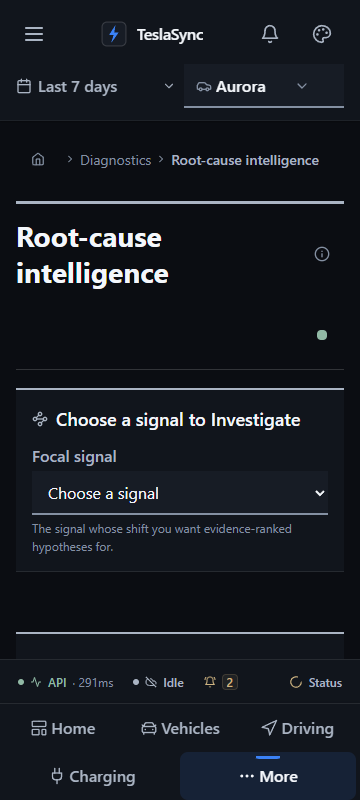 TeslaSync
Last 7 days
Aurora
Diagnostics
Root-cause intelligence
Root-cause
intelligence
Choose a signal to Investigate
Focal signal
Choose a signal
The signal whose shift you want evidence-ranked
hypotheses for.
API · 291ms
Idle
2
Status
Home
Vehicles
Driving
Charging
More